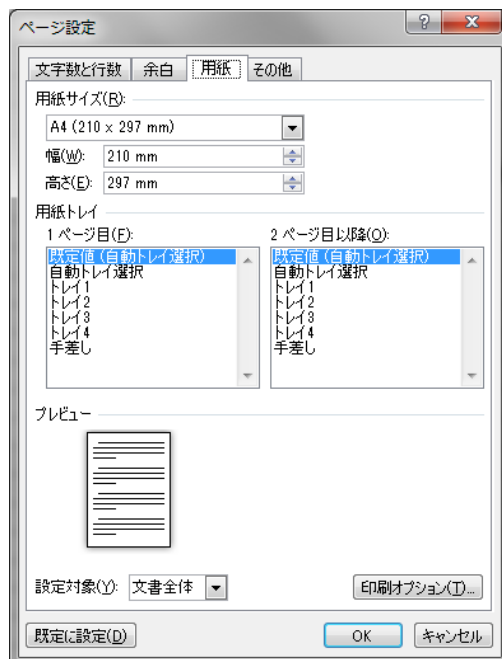 ページ設定
文字数と行数 余白 用紙 その他
用紙サイズ(R):
A4 (210 x 297 mm)
幅(W): 210 mm
高さ(E): 297 mm
用紙トレイ
1 ページ目(F): 2 ページ目以降(O):
既定値 (自動トレイ選択) 既定値 (自動トレイ選択)
自動トレイ選択 自動トレイ選択
トレイ1 トレイ1
トレイ2 トレイ2
トレイ3 トレイ3
トレイ4 トレイ4
手差し 手差し
プレビュー
設定対象(Y): 文書全体 印刷オプション(T)...
既定に設定(D) OK キャンセル